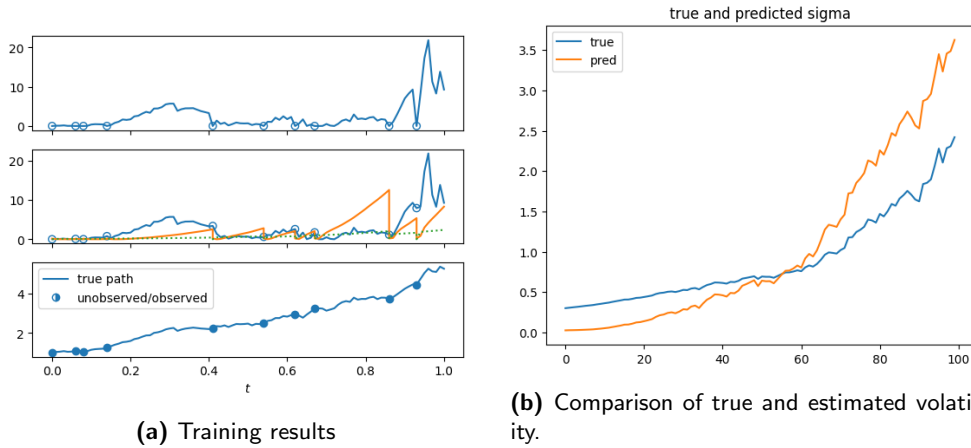 20
10
0
20
10
0
true path
unobserved/observed
4
2
0.0 0.2 0.4 0.6 0.8 1.0
t
(a) Training results
true and predicted sigma
true
pred
3.5
3.0
2.5
2.0
1.5
1.0
0.5
0.0
0 20 40 60 80 100
(b) Comparison of true and estimated volati
ity.